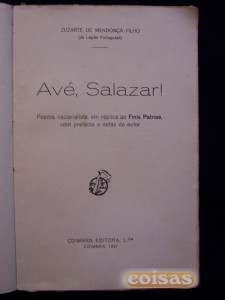 ZUZARTE DE MENDONÇA FILHO
(da Legião Portuguesa)
Avé, Salazar!
Poema nacionalista, em réplica ao Finis Patriae,
com prefácio e notas do autor
COIMBRA EDITORA, L.DA
COIMBRA, 1937
coisas